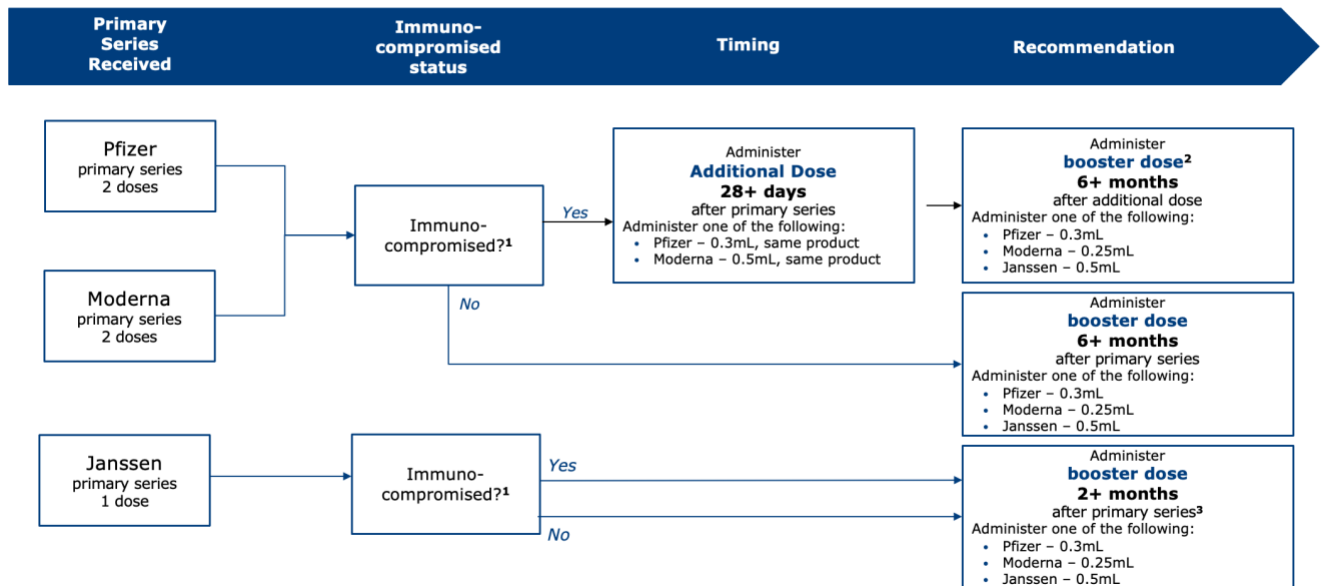 Primary
Series
Received
Immuno-
compromised
status
Timing
Recommendation
Pfizer
primary series
2 doses
Moderna
primary series
2 doses
Immuno-
compromised?¹
Yes
No
Administer
Additional Dose
28+ days
after primary series
Administer one of the following:
• Pfizer – 0.3mL, same product
• Moderna – 0.5mL, same product
Administer
booster dose²
6+ months
after additional dose
Administer one of the following:
• Pfizer – 0.3mL
• Moderna – 0.25mL
• Janssen – 0.5mL
Administer
booster dose
6+ months
after primary series
Administer one of the following:
• Pfizer – 0.3mL
• Moderna – 0.25mL
• Janssen – 0.5mL
Janssen
primary series
1 dose
Immuno-
compromised?¹
Yes
No
Administer
booster dose
2+ months
after primary series³
Administer one of the following:
• Pfizer – 0.3mL
• Moderna – 0.25mL
• Janssen – 0.5mL